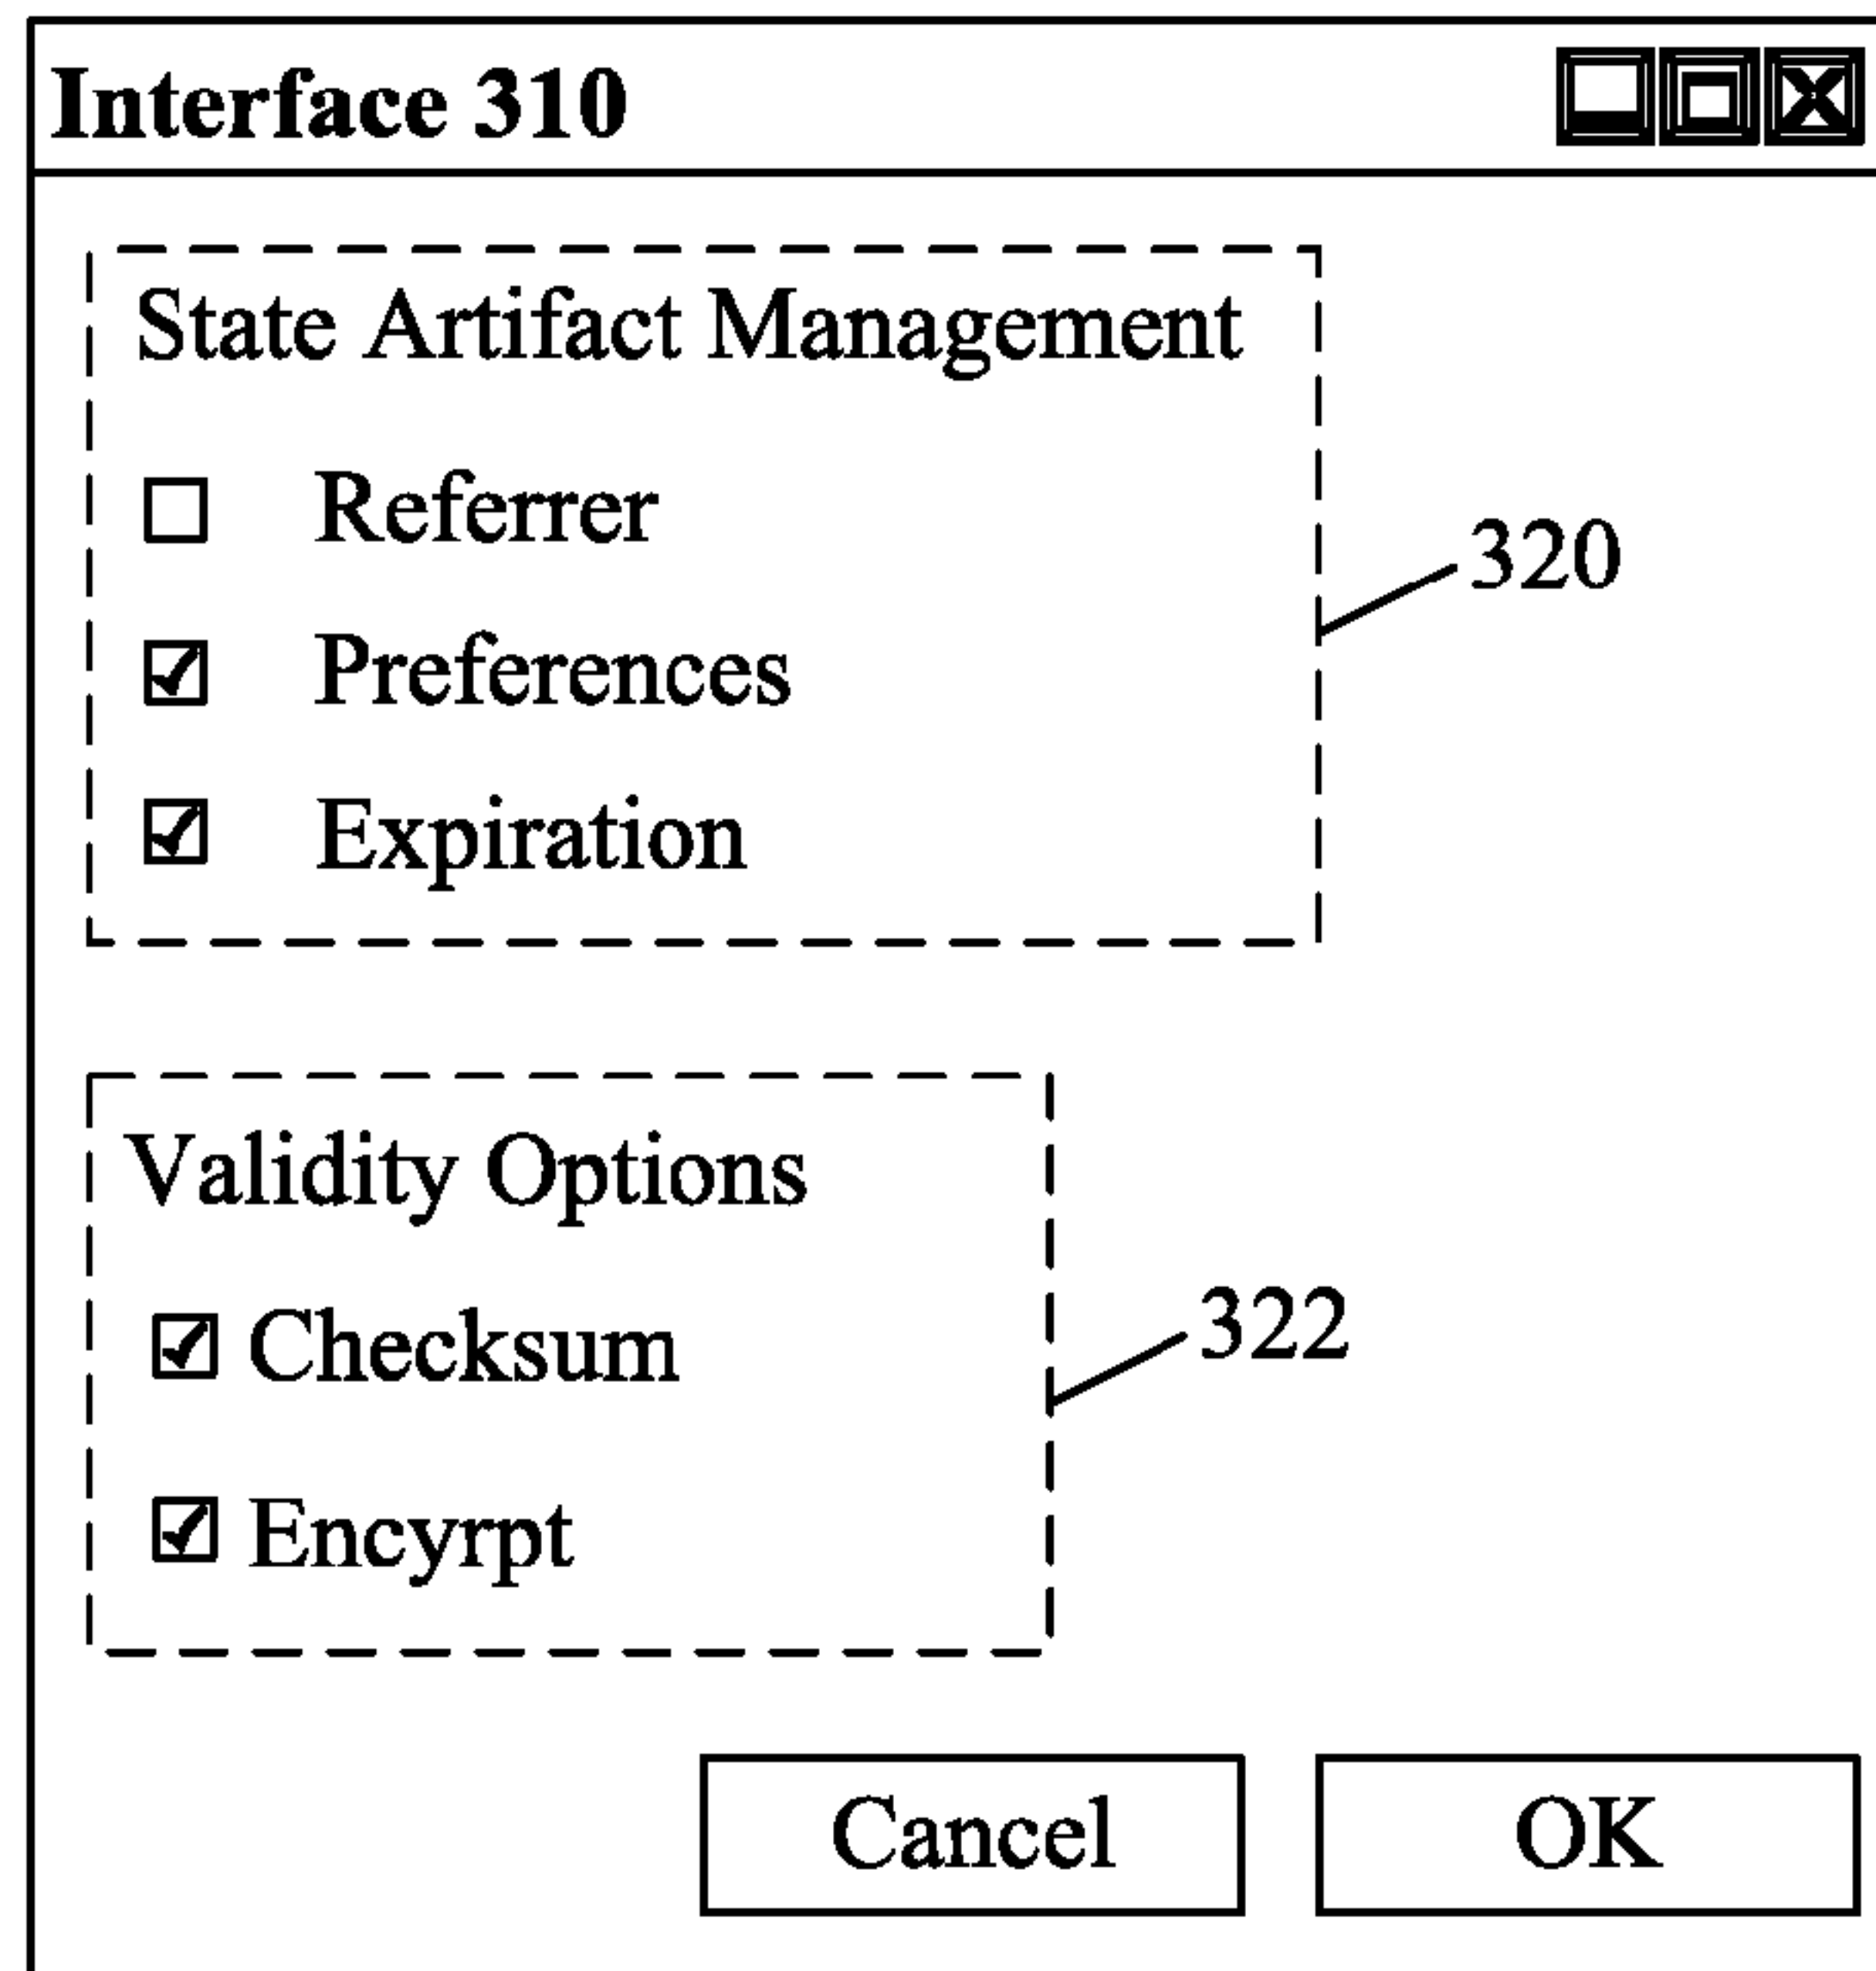 Interface 310
State Artifact Management
Referrer
320
Preferences
Expiration
Validity Options
Checksum
322
Encyrpt
Cancel
OK